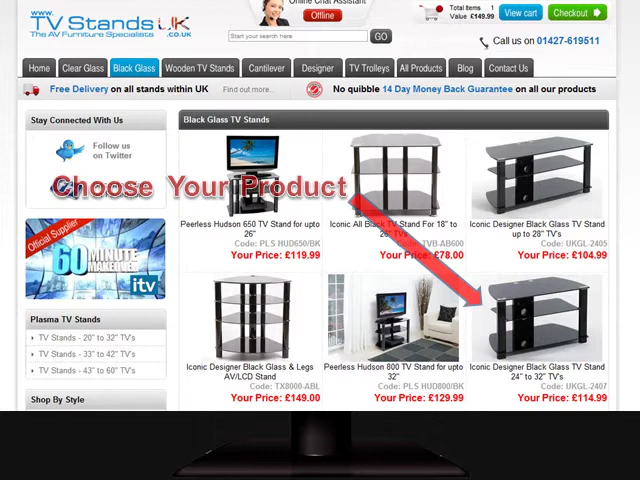 Online Chat Assistant
Offline
Total Items 1
Value £149.99
View cart
Checkout
www.
TV Stands UK
The AV Furniture Specialists .co.uk
Start your search here
GO
Call us on 01427-619511
Home
Clear Glass
Black Glass
Wooden TV Stands
Cantilever
Designer
TV Trolleys
All Products
Blog
Contact Us
Free Delivery on all stands within UK Find out more...
No quibble 14 Day Money Back Guarantee on all our products
Stay Connected With Us
Follow us
on Twitter
Choose Your Product
Official Supplier
60 MINUTE
MAKEOVER
itv
Plasma TV Stands
TV Stands - 20" to 32" TV's
TV Stands - 33" to 42" TV's
TV Stands - 43" to 60" TV's
Shop By Style
Black Glass TV Stands
Peerless Hudson 650 TV Stand for upto
26"
Code: PLS HUD650/BK
Your Price: £119.99
Iconic All Black TV Stand For 18" to
26" TV's
Code: TVB-AB600
Your Price: £78.00
Iconic Designer Black Glass TV Stand
up to 28" TV's
Code: UKGL-2405
Your Price: £104.99
Iconic Designer Black Glass & Legs
AV/LCD Stand
Code: TX8000-ABL
Your Price: £149.00
Peerless Hudson 800 TV Stand for upto
32"
Code: PLS HUD800/BK
Your Price: £129.99
Iconic Designer Black Glass TV Stand
24" to 32" TV's
Code: UKGL-2407
Your Price: £114.99